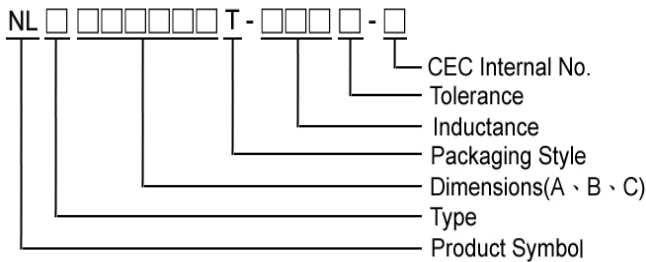 NL □ □□□□□□ T - □□□ □ - □
CEC Internal No.
Tolerance
Inductance
Packaging Style
Dimensions(A、B、C)
Type
Product Symbol